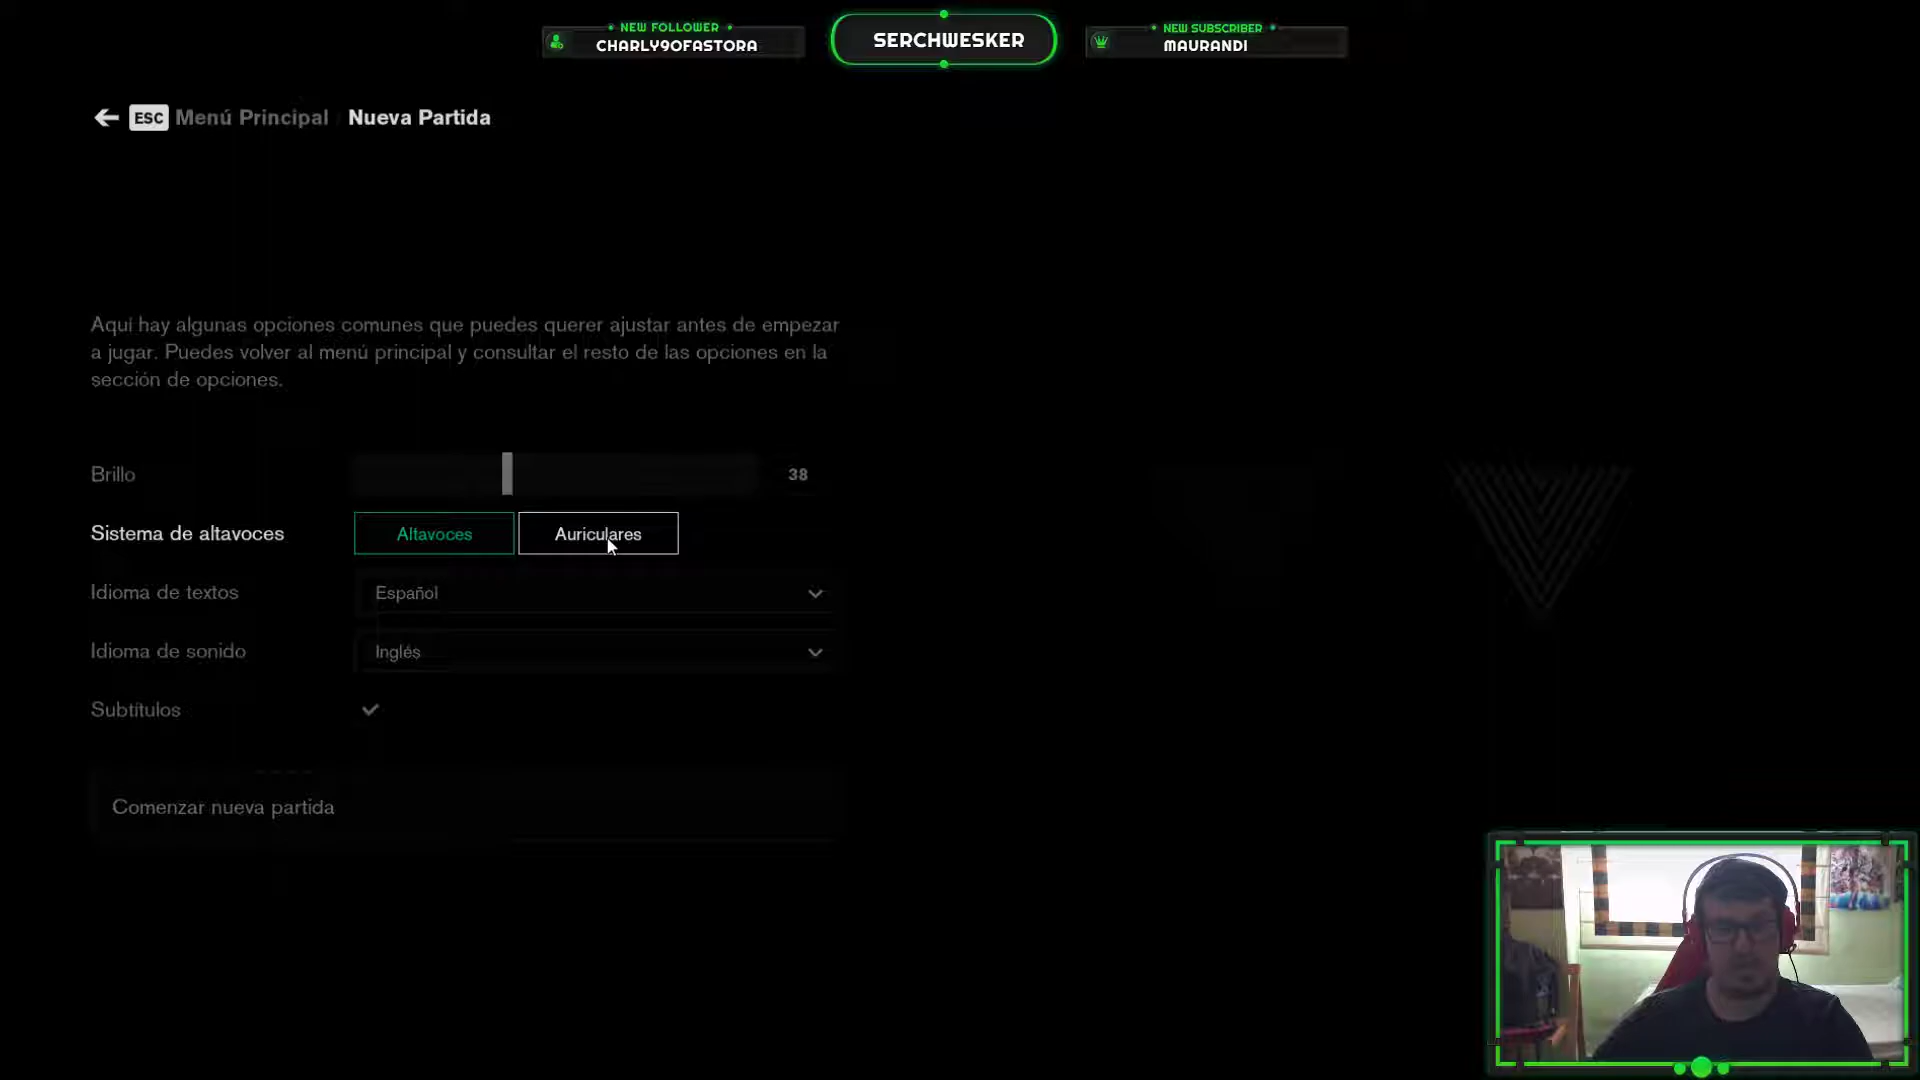 NEW FOLLOWER
CHARLY90FASTORA
SERCHWESKER
NEW SUBSCRIBER
MAURANDI
ESC Menú Principal Nueva Partida
Aquí hay algunas opciones comunes que puedes querer ajustar antes de empezar
a jugar. Puedes volver al menú principal y consultar el resto de las opciones en la
sección de opciones.
Brillo 38
Sistema de altavoces Altavoces Auriculares
Idioma de textos Español
Idioma de sonido Inglés
Subtítulos
Comenzar nueva partida